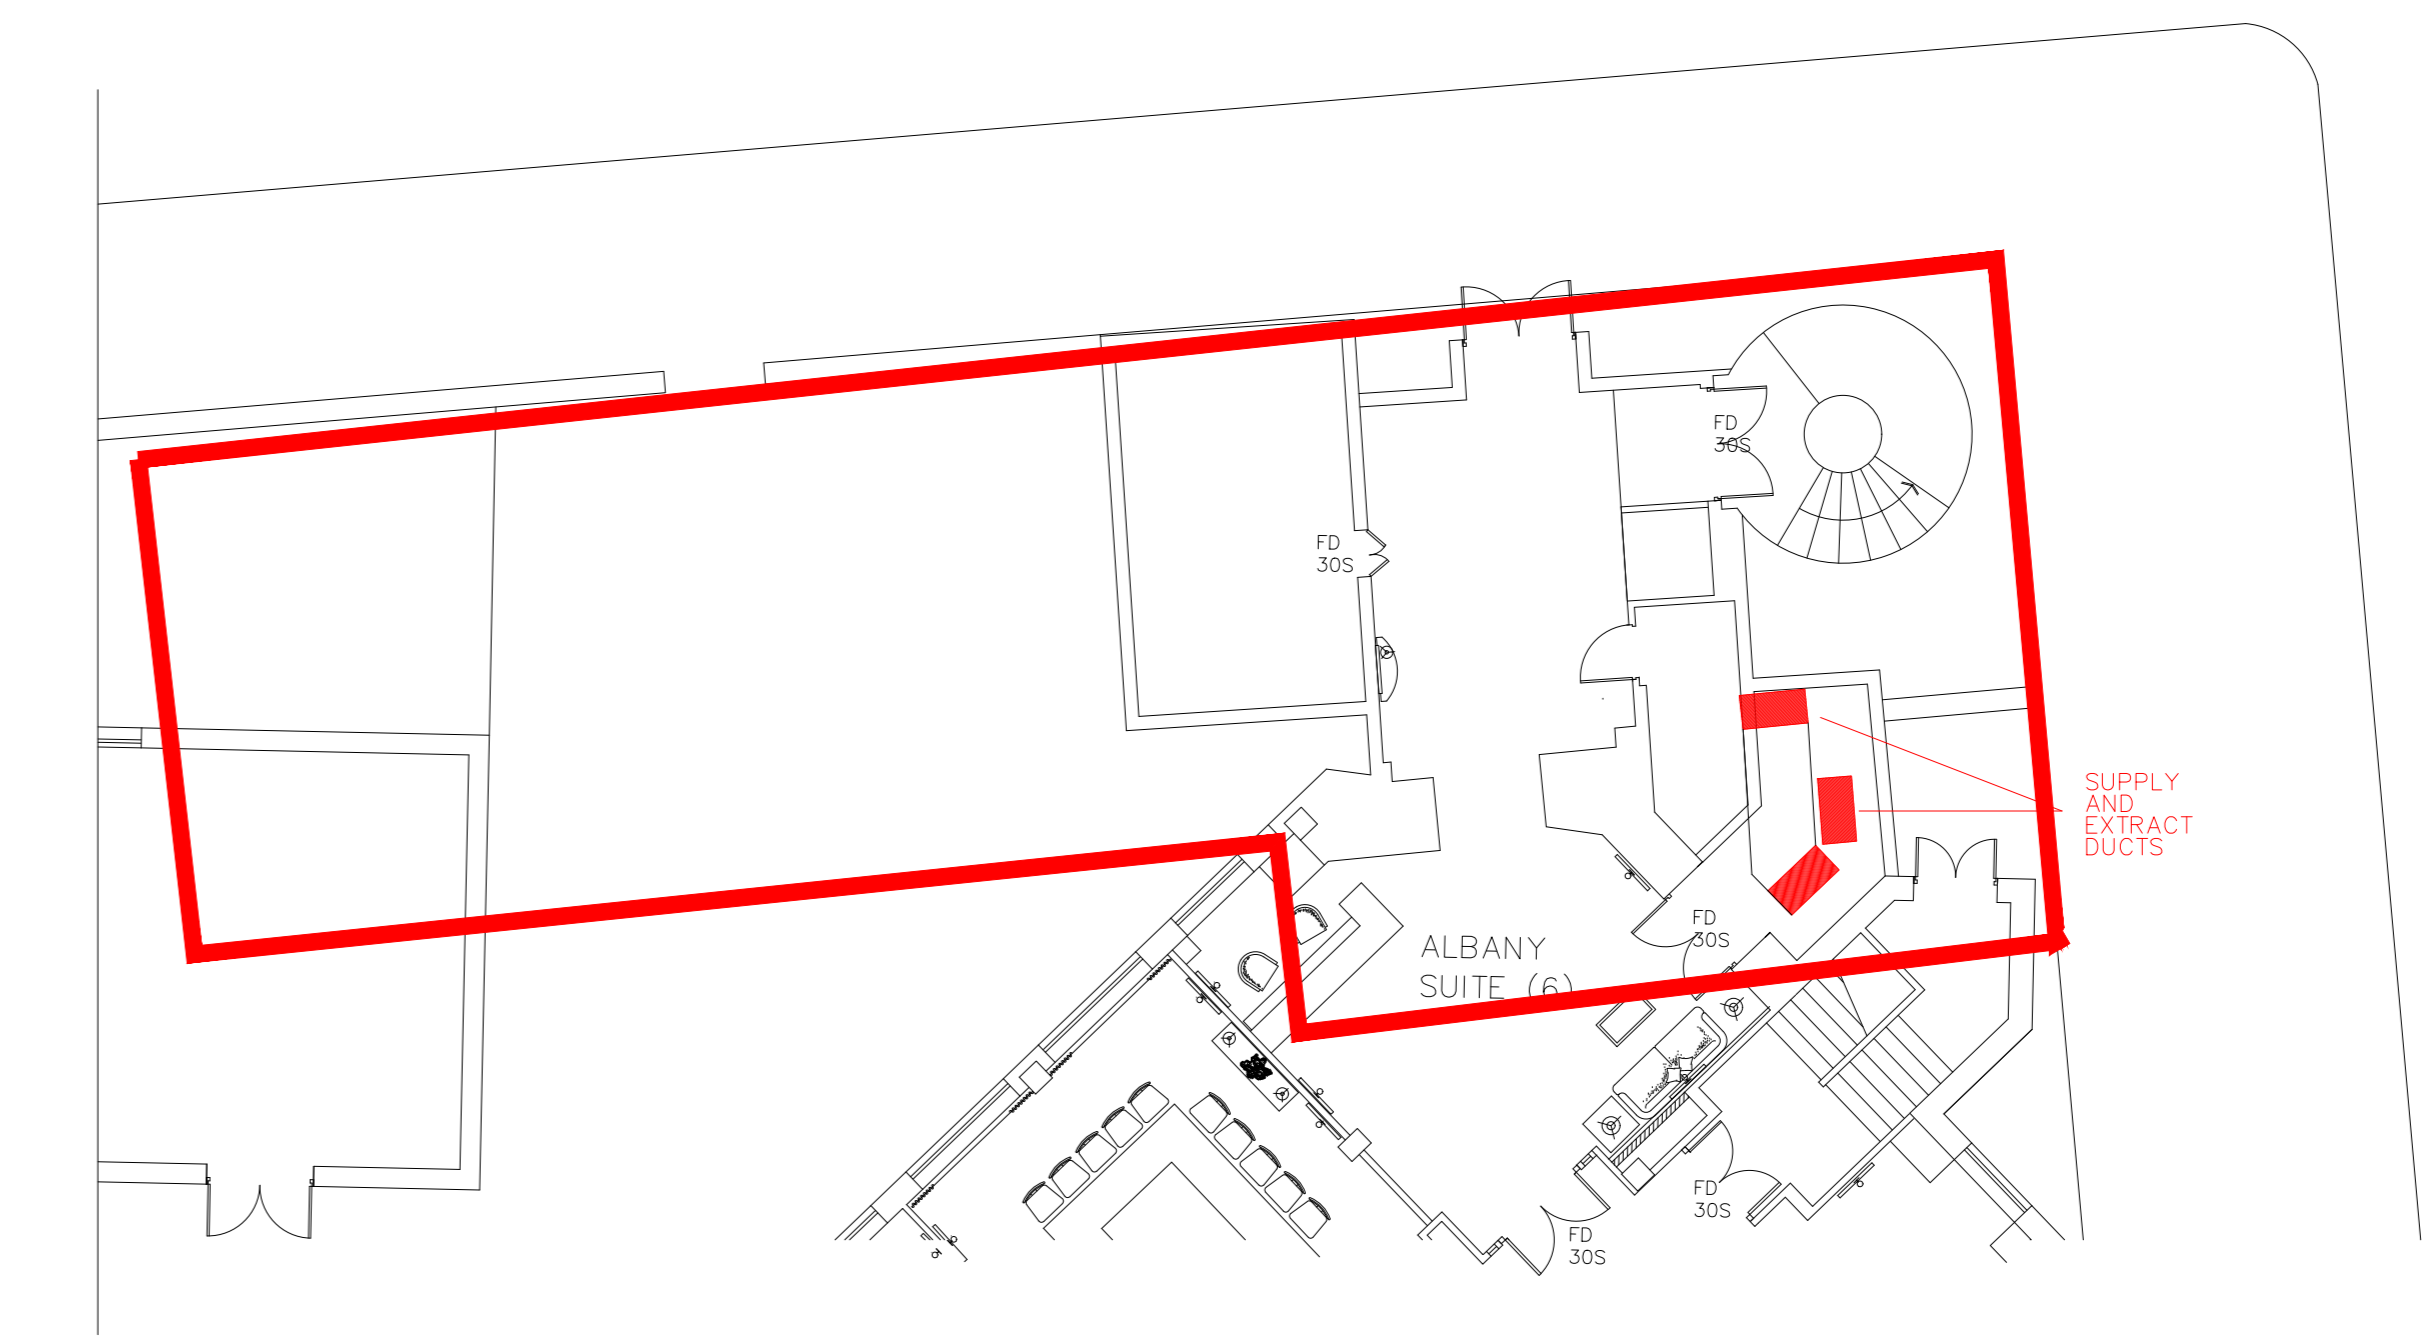 FD
30S
FD
30S
SUPPLY
AND
EXTRACT
DUCTS
FD
30S
ALBANY
SUITE (6)
FD
30S
FD
30S